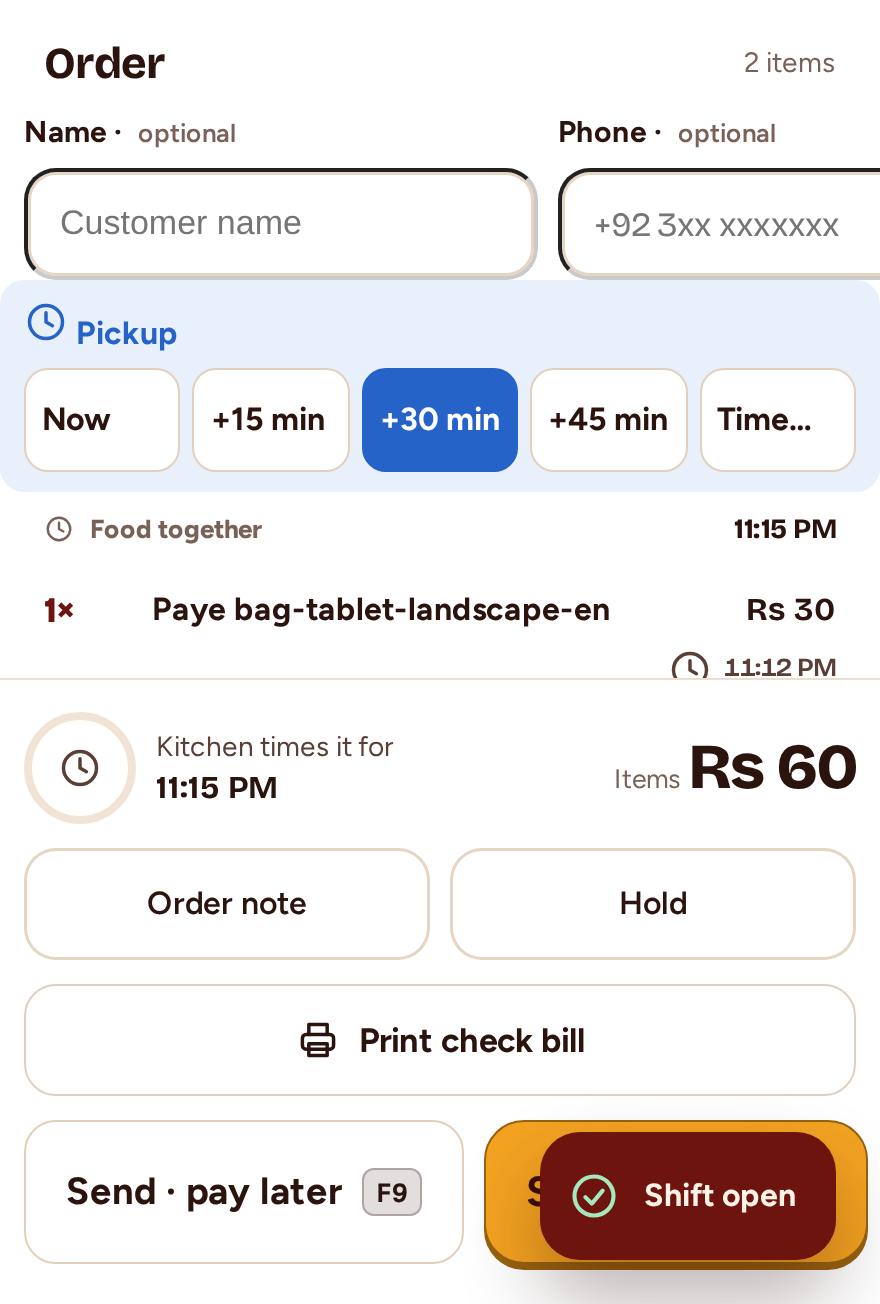 Order
2 items
Name · optional
Phone · optional
Customer name
+92 3xx xxxxxxx
Pickup
Now
+15 min
+30 min
+45 min
Time...
Food together
11:15 PM
1× Paye bag-tablet-landscape-en Rs 30
11:12 PM
Kitchen times it for
11:15 PM
Items Rs 60
Order note
Hold
Print check bill
Send · pay later F9
Shift open